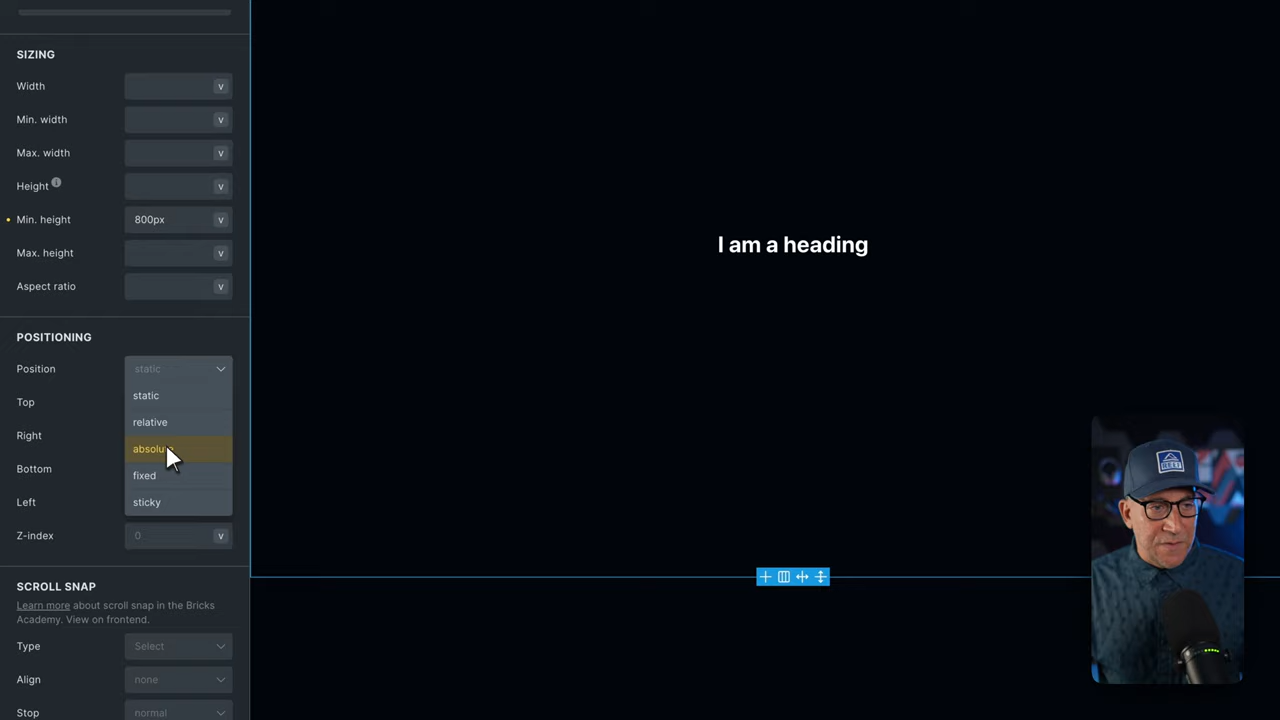 SIZING
Width
v
Min. width
v
Max. width
v
Height
v
Min. height
800px
v
Max. height
v
Aspect ratio
v
I am a heading
POSITIONING
Position
static
Top
static
Right
relative
absolute
Bottom
fixed
Left
sticky
Z-index
0
v
SCROLL SNAP
Learn more about scroll snap in the Bricks
Academy. View on frontend.
Type
Select
Align
none
Stop
normal